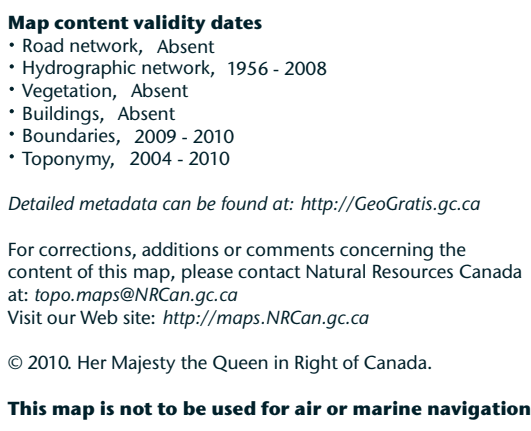 Map content validity dates
• Road network, Absent
• Hydrographic network, 1956 - 2008
• Vegetation, Absent
• Buildings, Absent
• Boundaries, 2009 - 2010
• Toponymy, 2004 - 2010
Detailed metadata can be found at: http://GeoGratis.gc.ca
For corrections, additions or comments concerning the
content of this map, please contact Natural Resources Canada
at: topo.maps@NRCan.gc.ca
Visit our Web site: http://maps.NRCan.gc.ca
© 2010. Her Majesty the Queen in Right of Canada.
This map is not to be used for air or marine navigation